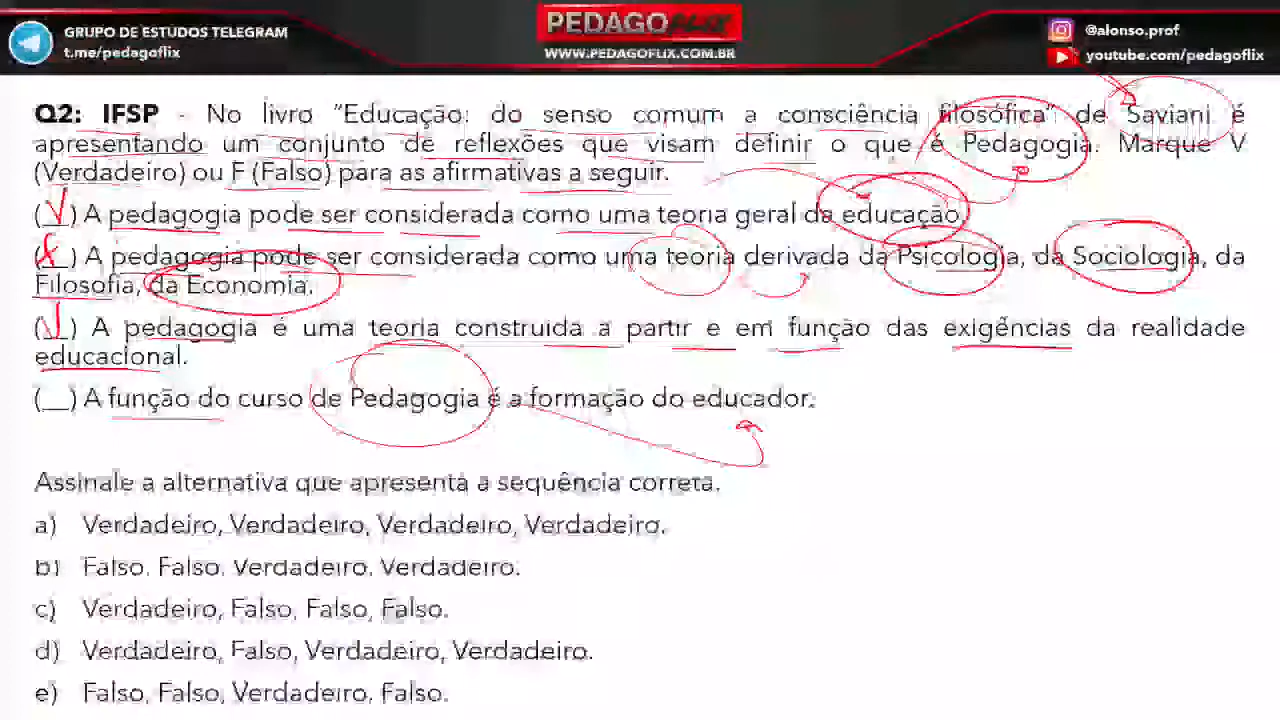 GRUPO DE ESTUDOS TELEGRAM
t.me/pedagoflix
PEDAGOFLIX
WWW.PEDAGOFLIX.COM.BR
@alonso.prof
youtube.com/pedagoflix
Q2: IFSP - No livro "Educação: do senso comum a consciência filosófica" de Saviani é
apresentando um conjunto de reflexões que visam definir o que é Pedagogia. Marque V
(Verdadeiro) ou F (Falso) para as afirmativas a seguir.
(V) A pedagogia pode ser considerada como uma teoria geral da educação.
(__) A pedagogia pode ser considerada como uma teoria derivada da Psicologia, da Sociologia, da
Filosofia, da Economia.
(V) A pedagogia é uma teoria construída a partir e em função das exigências da realidade
educacional.
(__) A função do curso de Pedagogia é a formação do educador.
Assinale a alternativa que apresenta a sequência correta.
a) Verdadeiro, Verdadeiro, Verdadeiro, Verdadeiro.
b) Falso, Falso, Verdadeiro, Verdadeiro.
c) Verdadeiro, Falso, Falso, Falso.
d) Verdadeiro, Falso, Verdadeiro, Verdadeiro.
e) Falso, Falso, Verdadeiro, Falso.